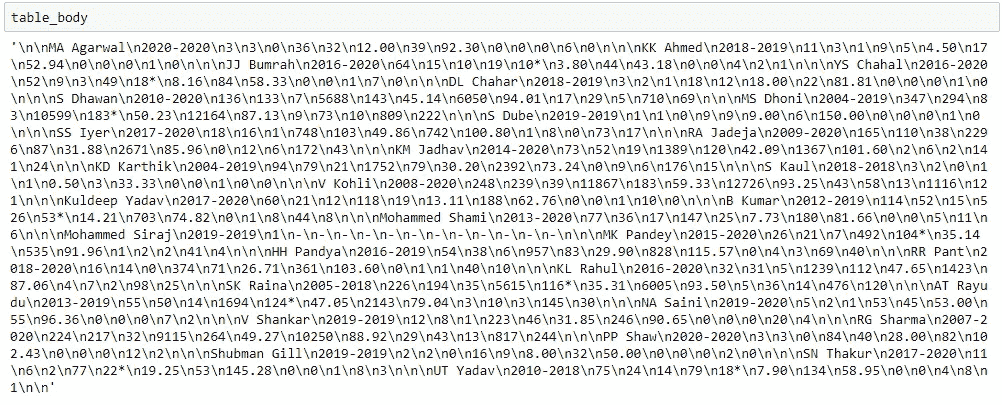 table_body
'\n\nMA Agarwal\n2020-2020\n3\n3\n0\n36\n32\n12.00\n39\n92.30\n0\n0\n0\n6\n0\n\n\nKK Ahmed\n2018-2019\n11\n3\n1\n9\n5\n4.50\n17
\n52.94\n0\n0\n0\n1\n0\n\n\nJJ Bumrah\n2016-2020\n64\n15\n10\n19\n10*\n3.80\n44\n43.18\n0\n0\n4\n2\n1\n\n\nYS Chahal\n2016-2020
\n52\n9\n3\n49\n18*\n8.16\n84\n58.33\n0\n0\n1\n7\n0\n\n\nDL Chahar\n2018-2019\n3\n2\n1\n18\n12\n18.00\n22\n81.81\n0\n0\n0\n1\n0
\n\n\nS Dhawan\n2010-2020\n136\n133\n7\n5688\n143\n45.14\n6050\n94.01\n17\n29\n5\n710\n69\n\n\nMS Dhoni\n2004-2019\n347\n294\n8
3\n10599\n183*\n50.23\n12164\n87.13\n9\n73\n10\n809\n222\n\n\nS Dube\n2019-2019\n1\n1\n0\n9\n9\n9.00\n6\n150.00\n0\n0\n0\n1\n0
\n\n\nSS Iyer\n2017-2020\n18\n16\n1\n748\n103\n49.86\n742\n100.80\n1\n8\n0\n73\n17\n\n\nRA Jadeja\n2009-2020\n165\n110\n38\n229
6\n87\n31.88\n2671\n85.96\n0\n12\n6\n172\n43\n\n\nKM Jadhav\n2014-2020\n73\n52\n19\n1389\n120\n42.09\n1367\n101.60\n2\n6\n2\n14
1\n24\n\n\nKD Karthik\n2004-2019\n94\n79\n21\n1752\n79\n30.20\n2392\n73.24\n0\n9\n6\n176\n15\n\n\nS Kaul\n2018-2018\n3\n2\n0\n1
\n1\n0.50\n3\n33.33\n0\n0\n1\n0\n0\n\n\nV Kohli\n2008-2020\n248\n239\n39\n11867\n183\n59.33\n12726\n93.25\n43\n58\n13\n1116\n12
1\n\n\nKuldeep Yadav\n2017-2020\n60\n21\n12\n118\n19\n13.11\n188\n62.76\n0\n0\n1\n10\n0\n\n\nB Kumar\n2012-2019\n114\n52\n15\n5
26\n53*\n14.21\n703\n74.82\n0\n1\n8\n44\n8\n\n\nMohammed Shami\n2013-2020\n77\n36\n17\n147\n25\n7.73\n180\n81.66\n0\n0\n5\n11\n
6\n\n\nMohammed Siraj\n2019-2019\n1\n-\n-\n-\n-\n-\n-\n-\n-\n-\n-\n-\n-\n\n\nMK Pandey\n2015-2020\n26\n21\n7\n492\n104*\n35.14
\n535\n91.96\n1\n2\n2\n41\n4\n\n\nHH Pandya\n2016-2019\n54\n38\n6\n957\n83\n29.90\n828\n115.57\n0\n4\n3\n69\n40\n\n\nRR Pant\n2
018-2020\n16\n14\n0\n374\n71\n26.71\n361\n103.60\n0\n1\n1\n40\n10\n\n\nKL Rahul\n2016-2020\n32\n31\n5\n1239\n112\n47.65\n1423\n
87.06\n4\n7\n2\n98\n25\n\n\nSK Raina\n2005-2018\n226\n194\n35\n5615\n116*\n35.31\n6005\n93.50\n5\n36\n14\n476\n120\n\n\nAT Rayu
du\n2013-2019\n55\n50\n14\n1694\n124*\n47.05\n2143\n79.04\n3\n10\n3\n145\n30\n\n\nNA Saini\n2019-2020\n5\n2\n1\n53\n45\n53.00\n
55\n96.36\n0\n0\n0\n7\n2\n\n\nV Shankar\n2019-2019\n12\n8\n1\n223\n46\n31.85\n246\n90.65\n0\n0\n0\n20\n4\n\n\nRG Sharma\n2007-2
020\n224\n217\n32\n9115\n264\n49.27\n10250\n88.92\n29\n43\n13\n817\n244\n\n\nPP Shaw\n2020-2020\n3\n3\n0\n84\n40\n28.00\n82\n10
2.43\n0\n0\n0\n12\n2\n\n\nShubman Gill\n2019-2019\n2\n2\n0\n16\n9\n8.00\n32\n50.00\n0\n0\n0\n2\n0\n\n\nSN Thakur\n2017-2020\n11
\n6\n2\n77\n22*\n19.25\n53\n145.28\n0\n0\n1\n8\n3\n\n\nUT Yadav\n2010-2018\n75\n24\n14\n79\n18*\n7.90\n134\n58.95\n0\n0\n4\n8\n
1\n\n'